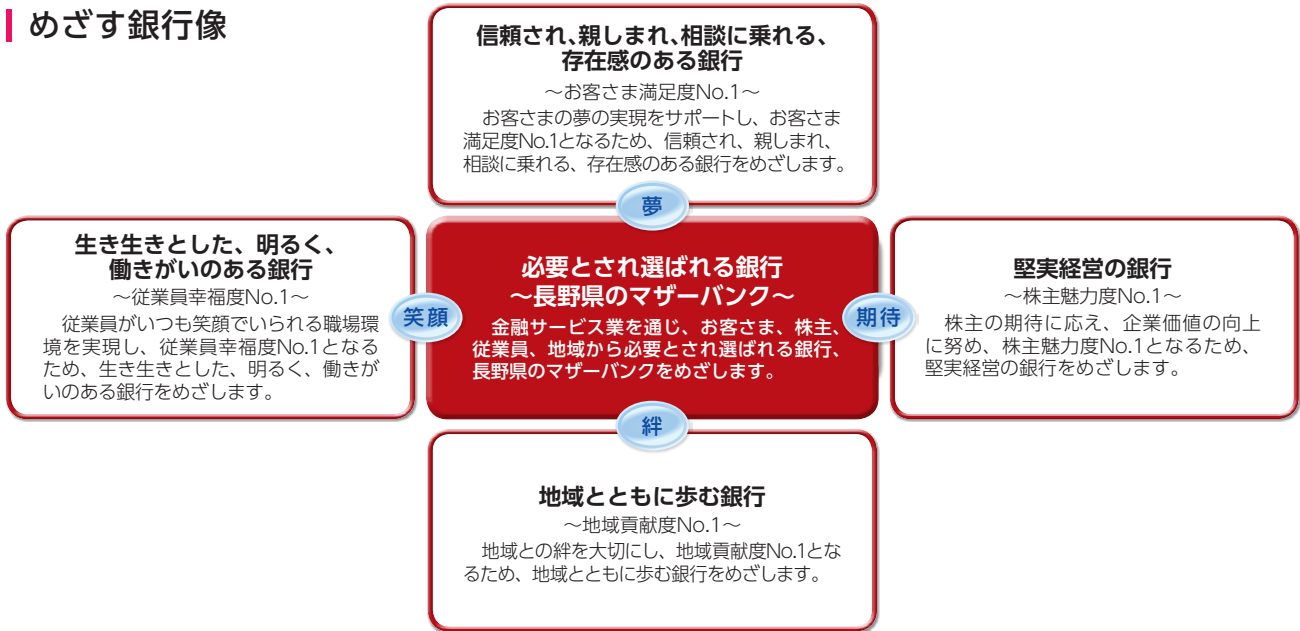 めざす銀行像
信頼され、親しまれ、相談に乗れる、
存在感のある銀行
～お客さま満足度No.1～
お客さまの夢の実現をサポートし、お客さま
満足度No.1となるため、信頼され、親しまれ、
相談に乗れる、存在感のある銀行をめざします。
夢
生き生きとした、明るく、
働きがいのある銀行
～従業員幸福度No.1～
従業員がいつも笑顔でいられる職場環
境を実現し、従業員幸福度No.1となる
ため、生き生きとした、明るく、働きが
いのある銀行をめざします。
笑顔
必要とされ選ばれる銀行
～長野県のマザーバンク～
金融サービス業を通じ、お客さま、株主、
従業員、地域から必要とされ選ばれる銀行、
長野県のマザーバンクをめざします。
期待
堅実経営の銀行
～株主魅力度No.1～
株主の期待に応え、企業価値の向上
に努め、株主魅力度No.1となるため、
堅実経営の銀行をめざします。
絆
地域とともに歩む銀行
～地域貢献度No.1～
地域との絆を大切にし、地域貢献度No.1とな
るため、地域とともに歩む銀行をめざします。